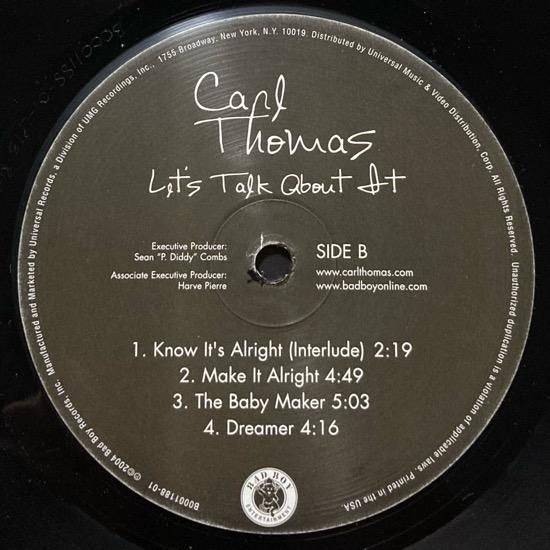 Carl
Thomas
Let's Talk About It
Executive Producer:
Sean "P. Diddy" Combs
Associate Executive Producer:
Harve Pierre
SIDE B
www.carlthomas.com
www.badboyonline.com
1. Know It's Alright (Interlude) 2:19
2. Make It Alright 4:49
3. The Baby Maker 5:03
4. Dreamer 4:16
BAD BOY
ENTERTAINMENT
©℗2004 Bad Boy Records, Inc. Manufactured and Marketed by Universal Records, a Division of UMG Recordings, Inc., 1755 Broadway, New York, N.Y. 10019. Distributed by Universal Music & Video Distribution, Corp. All Rights Reserved. Unauthorized duplication is a violation of applicable laws. Printed in the USA.
B0001188-01